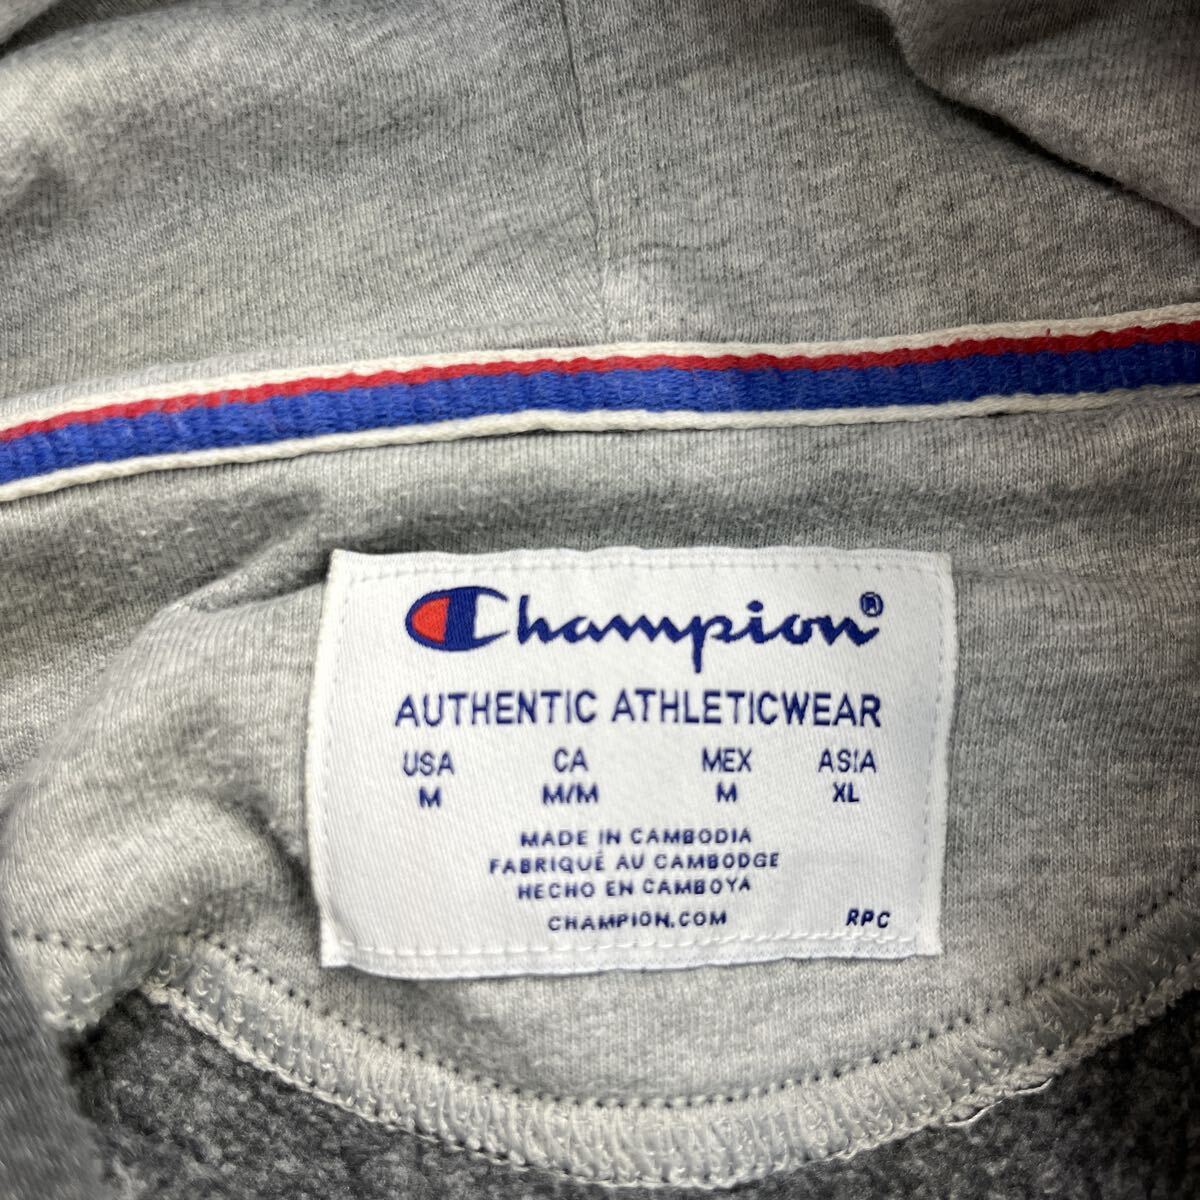 Champion®
AUTHENTIC ATHLETICWEAR
USA CA MEX ASIA
M M/M M XL
MADE IN CAMBODIA
FABRIQUÉ AU CAMBODGE
HECHO EN CAMBOYA
CHAMPION.COM RPC